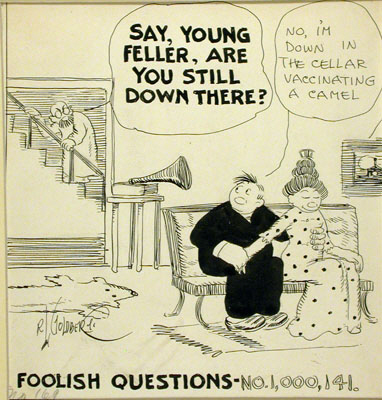 SAY, YOUNG
FELLER, ARE
YOU STILL
DOWN THERE?
NO, I'M
DOWN IN
THE CELLAR
VACCINATING
A CAMEL
R. L. GOLDBERG.
FOOLISH QUESTIONS-NO. 1,000,141.